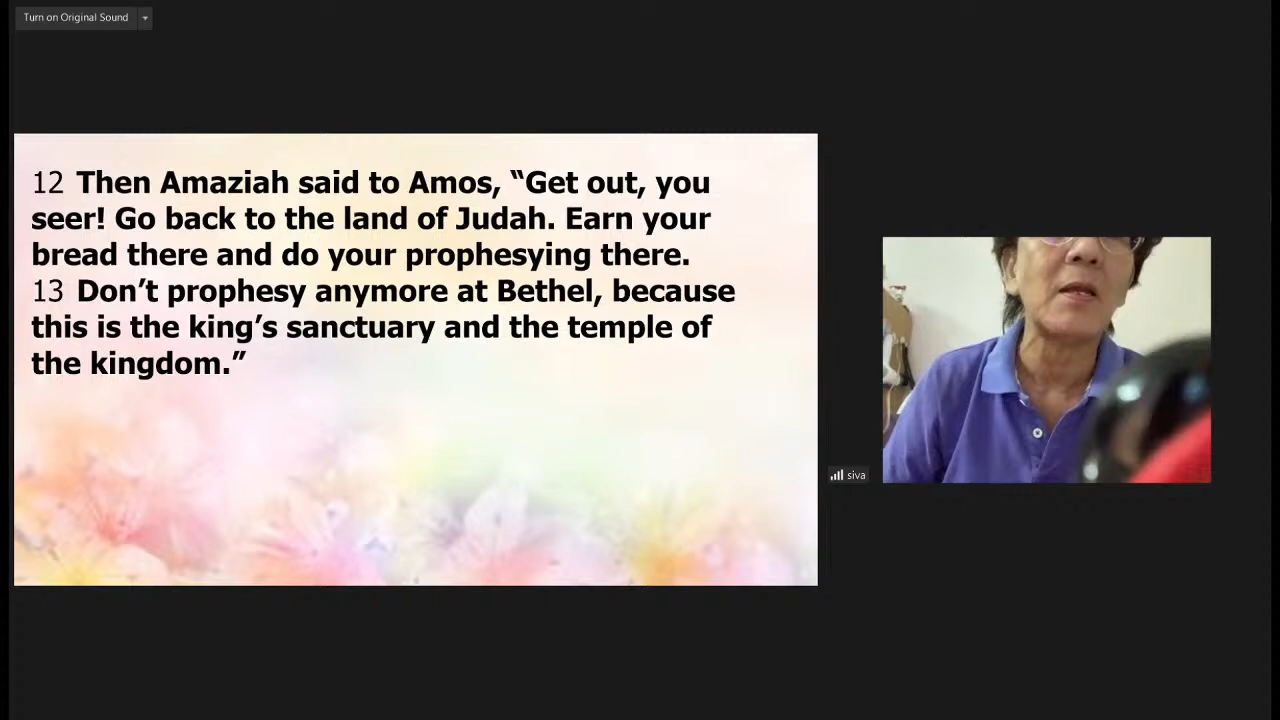 Turn on Original Sound
12 Then Amaziah said to Amos, “Get out, you
seer! Go back to the land of Judah. Earn your
bread there and do your prophesying there.
13 Don’t prophesy anymore at Bethel, because
this is the king’s sanctuary and the temple of
the kingdom.”
siva